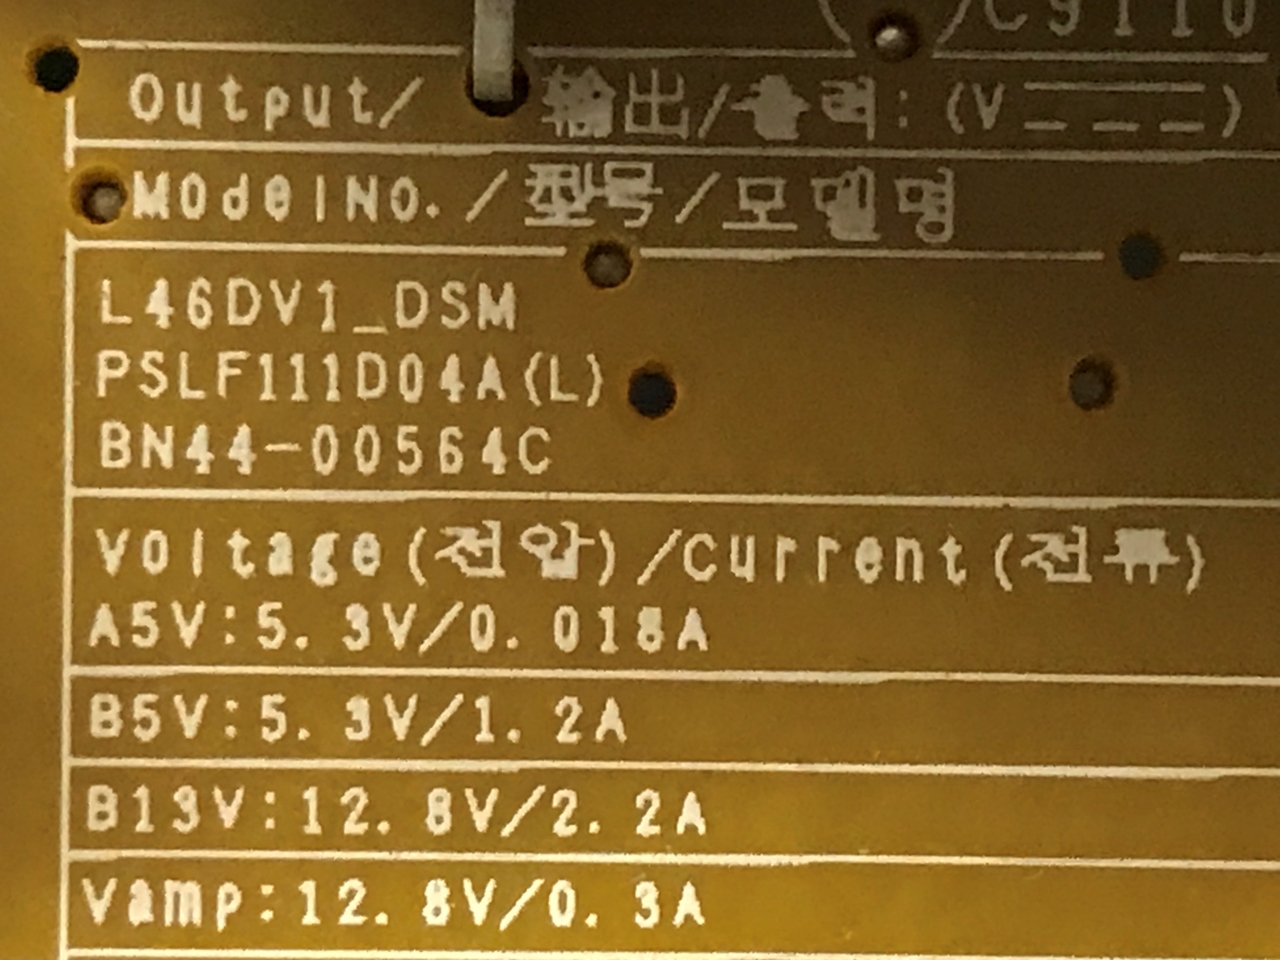 C9110
Output/ 输出/출력: (V ⎓)
ModelNo./型号/모델명
L46DV1_DSM
PSLF111D04A(L)
BN44-00564C
Voltage(전압)/Current(전류)
A5V:5.3V/0.018A
B5V:5.3V/1.2A
B13V:12.8V/2.2A
Vamp:12.8V/0.3A